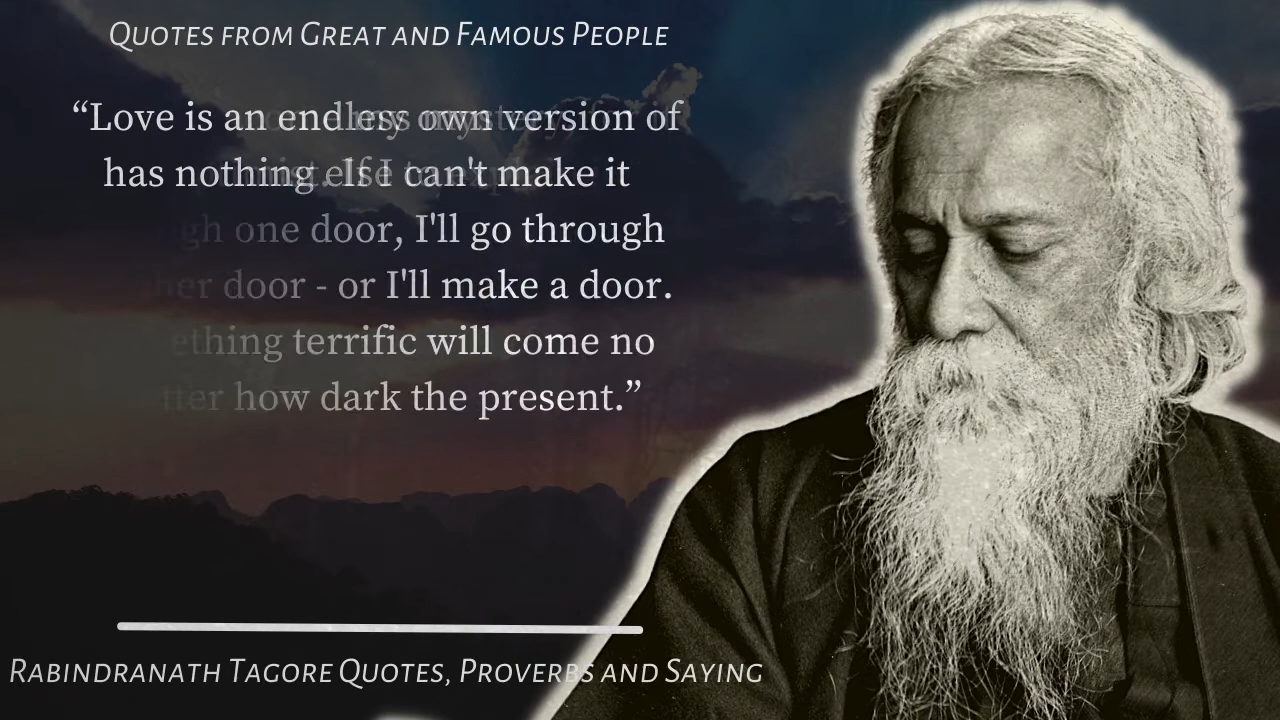 Quotes from Great and Famous People
“Love is an endless own version of
has nothing else I can't make it
one door, I'll go through
door - or I'll make a door.
terrific will come no
how dark the present.”
Rabindranath Tagore Quotes, Proverbs and Saying